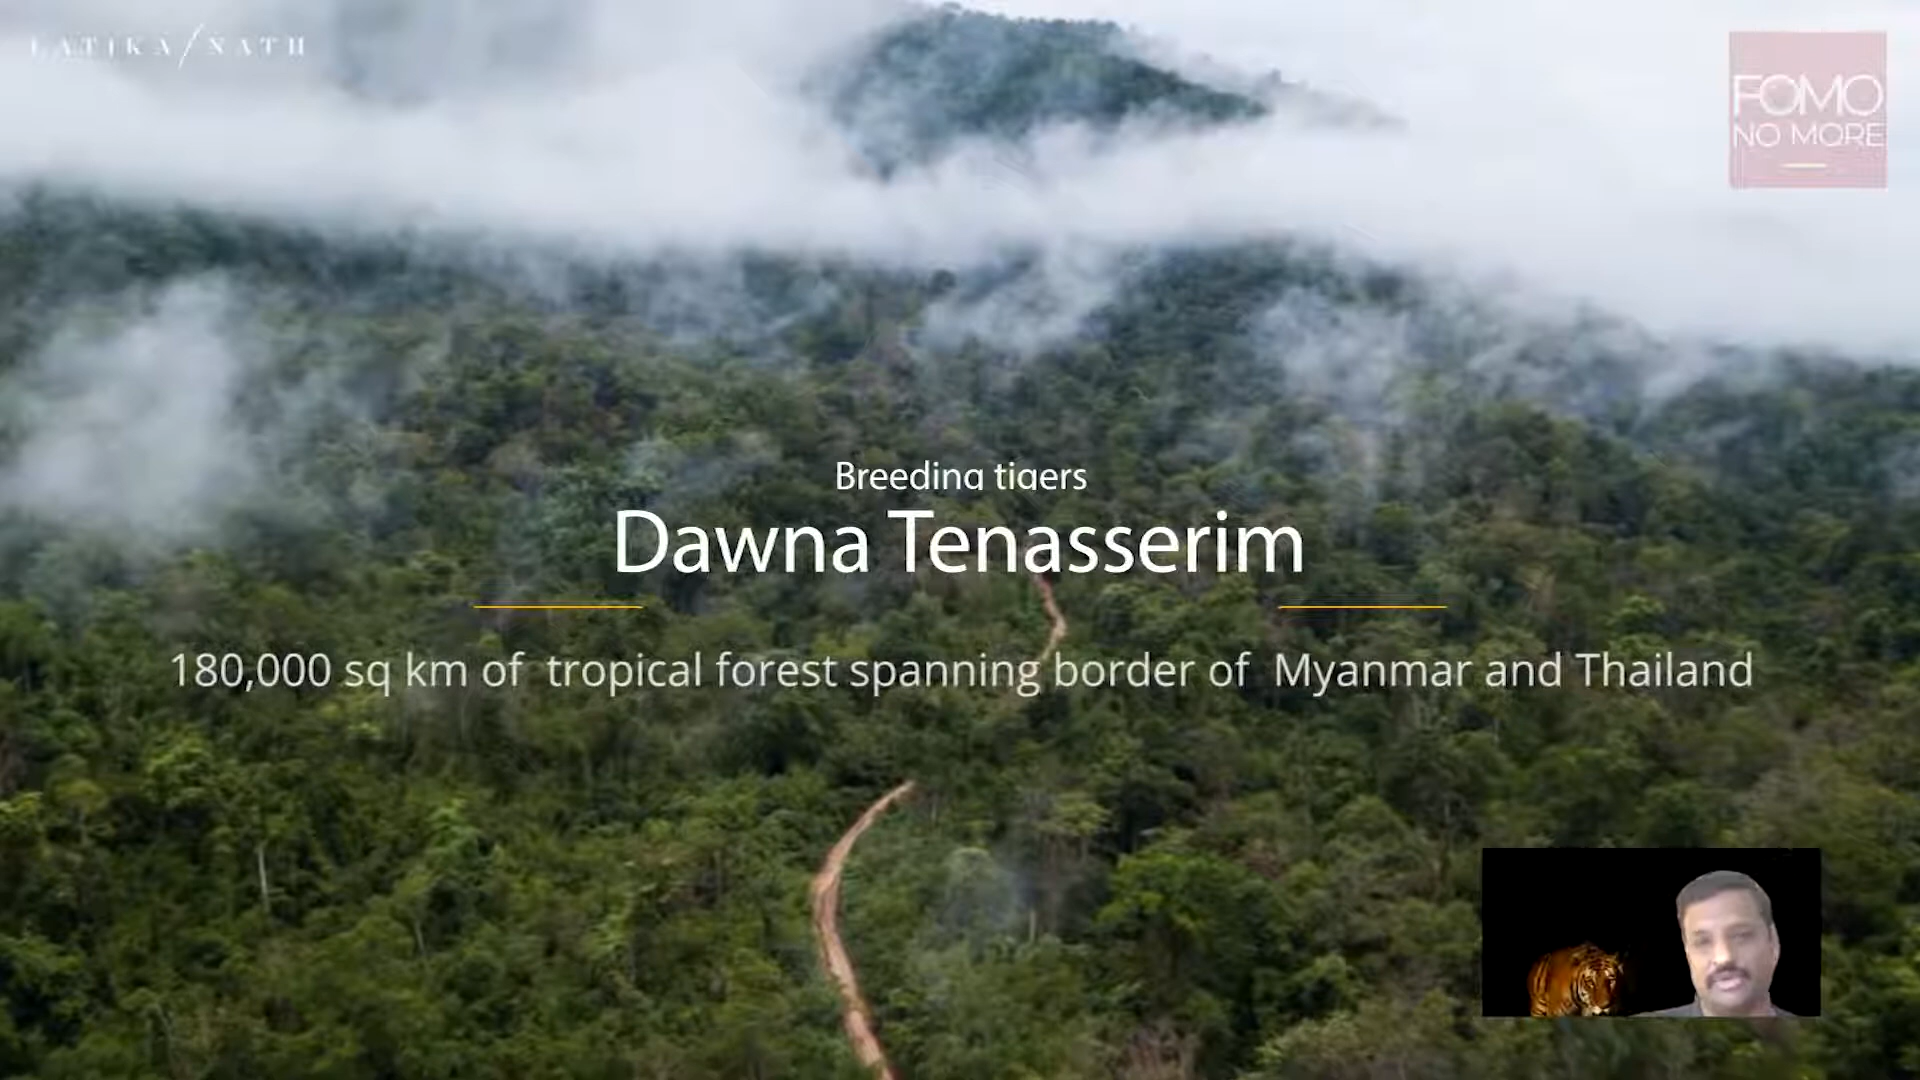 LATIKA/NATH
FOMO
NO MORE
Breeding tigers
Dawna Tenasserim
180,000 sq km of tropical forest spanning border of Myanmar and Thailand